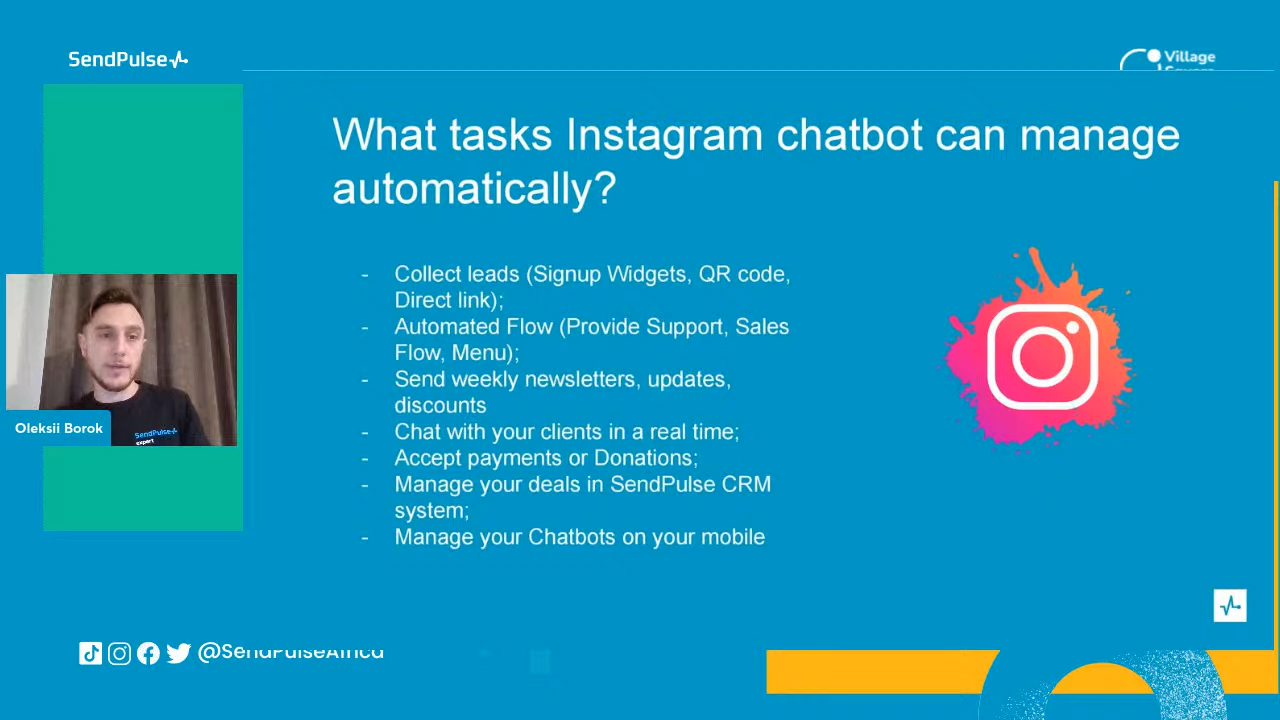 SendPulse
Village
What tasks Instagram chatbot can manage
automatically?
- Collect leads (Signup Widgets, QR code,
Direct link);
- Automated Flow (Provide Support, Sales
Flow, Menu);
- Send weekly newsletters, updates,
discounts
- Chat with your clients in a real time;
- Accept payments or Donations;
- Manage your deals in SendPulse CRM
system;
- Manage your Chatbots on your mobile
SendPulse
expert
Oleksii Borok
@SendPulseAfrica